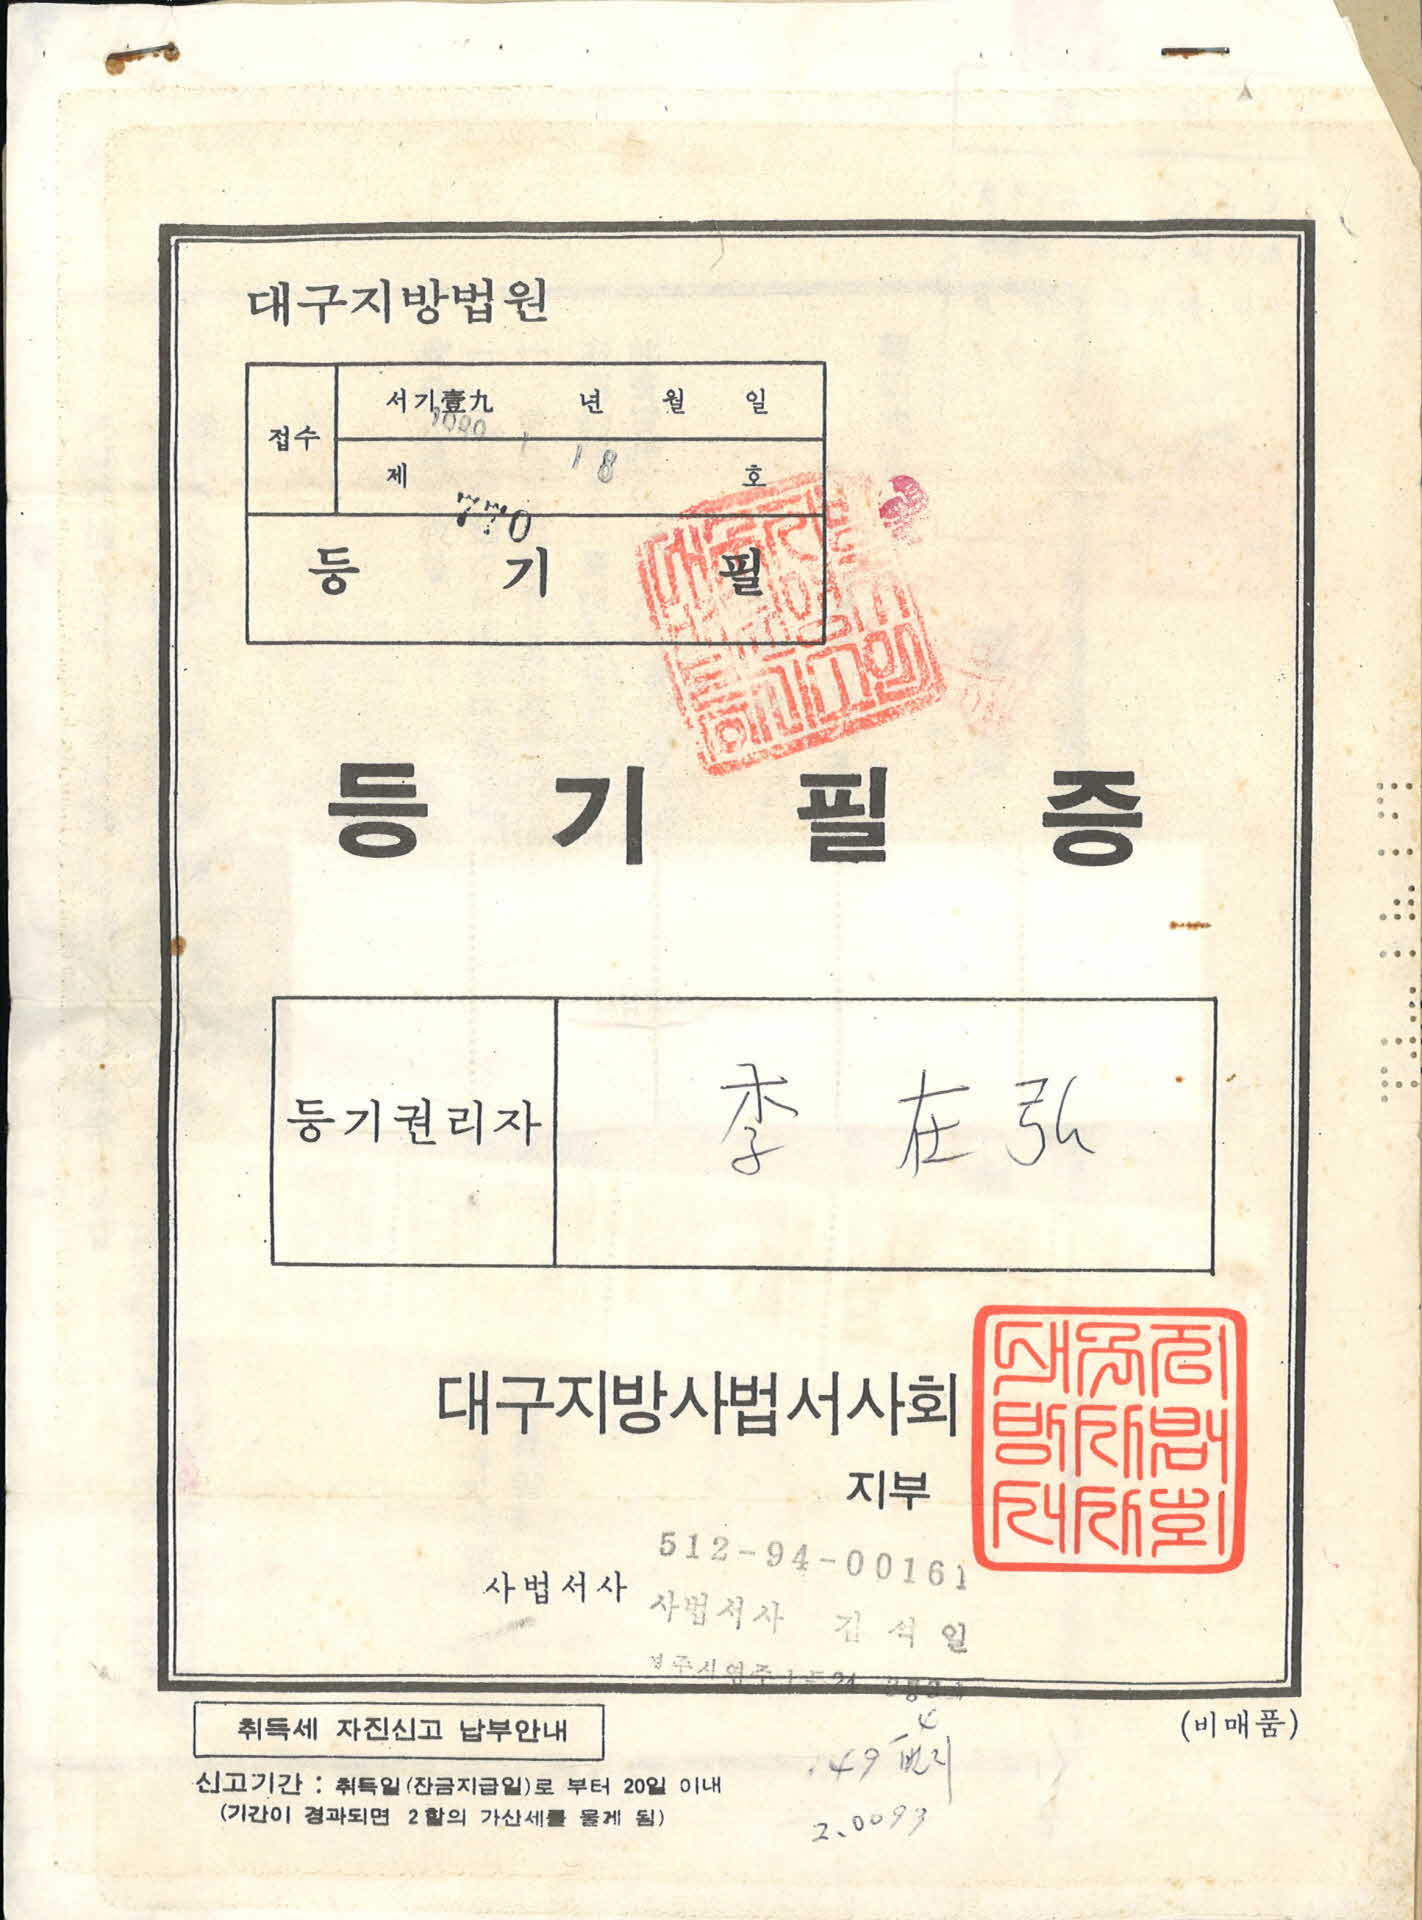 대구지방법원
접수
서기壹九 년 월 일
1 18
제 호
770
등 기 필
등 기 필 증
등기권리자
李 在弘
대구지방사법서사회
지부
512-94-00161
사법서사
사법서사 김 석 일
취득세 자진신고 납부안내
(비매품)
신고기간 : 취득일(잔금지급일)로 부터 20일 이내
(기간이 경과되면 2할의 가산세를 물게 됨)
49
2.0093